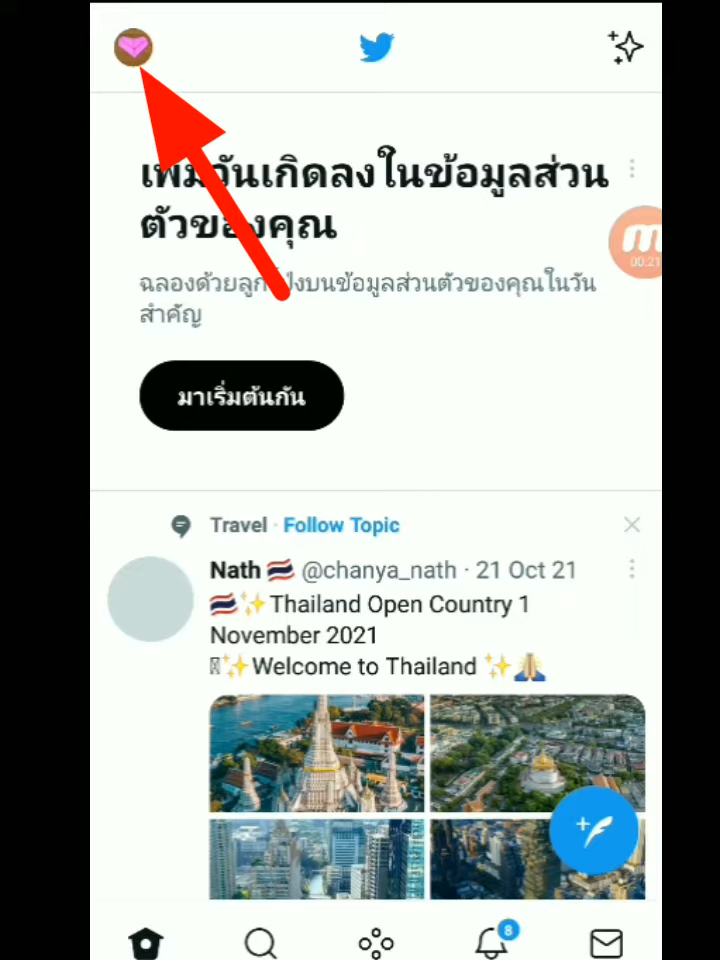 เพิ่มวันเกิดลงในข้อมูลส่วน
ตัวของคุณ
00:21
ฉลองด้วยลูกโป่งบนข้อมูลส่วนตัวของคุณในวัน
สำคัญ
มาเริ่มต้นกัน
Travel · Follow Topic
Nath 🇹🇭 @chanya_nath · 21 Oct 21
🇹🇭✨Thailand Open Country 1
November 2021
✨Welcome to Thailand ✨🙏
8